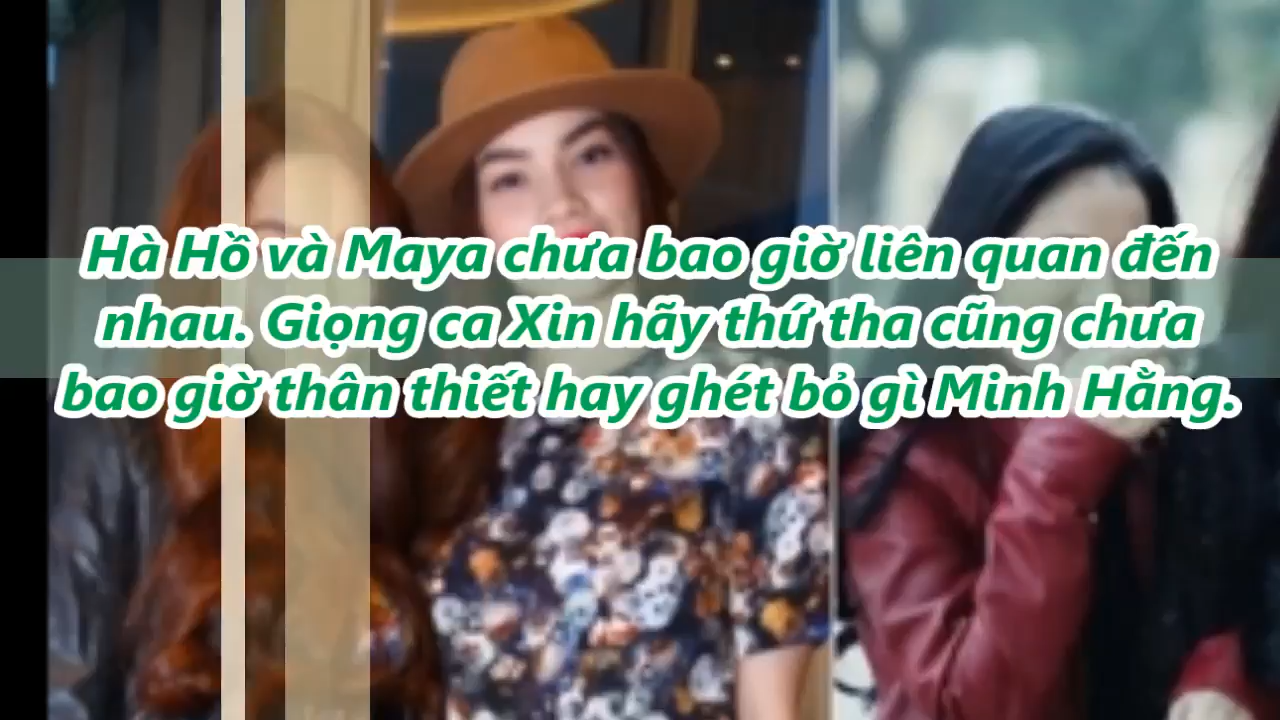 Hà Hồ và Maya chưa bao giờ liên quan đến
nhau. Giọng ca Xin hãy thứ tha cũng chưa
bao giờ thân thiết hay ghét bỏ gì Minh Hằng.